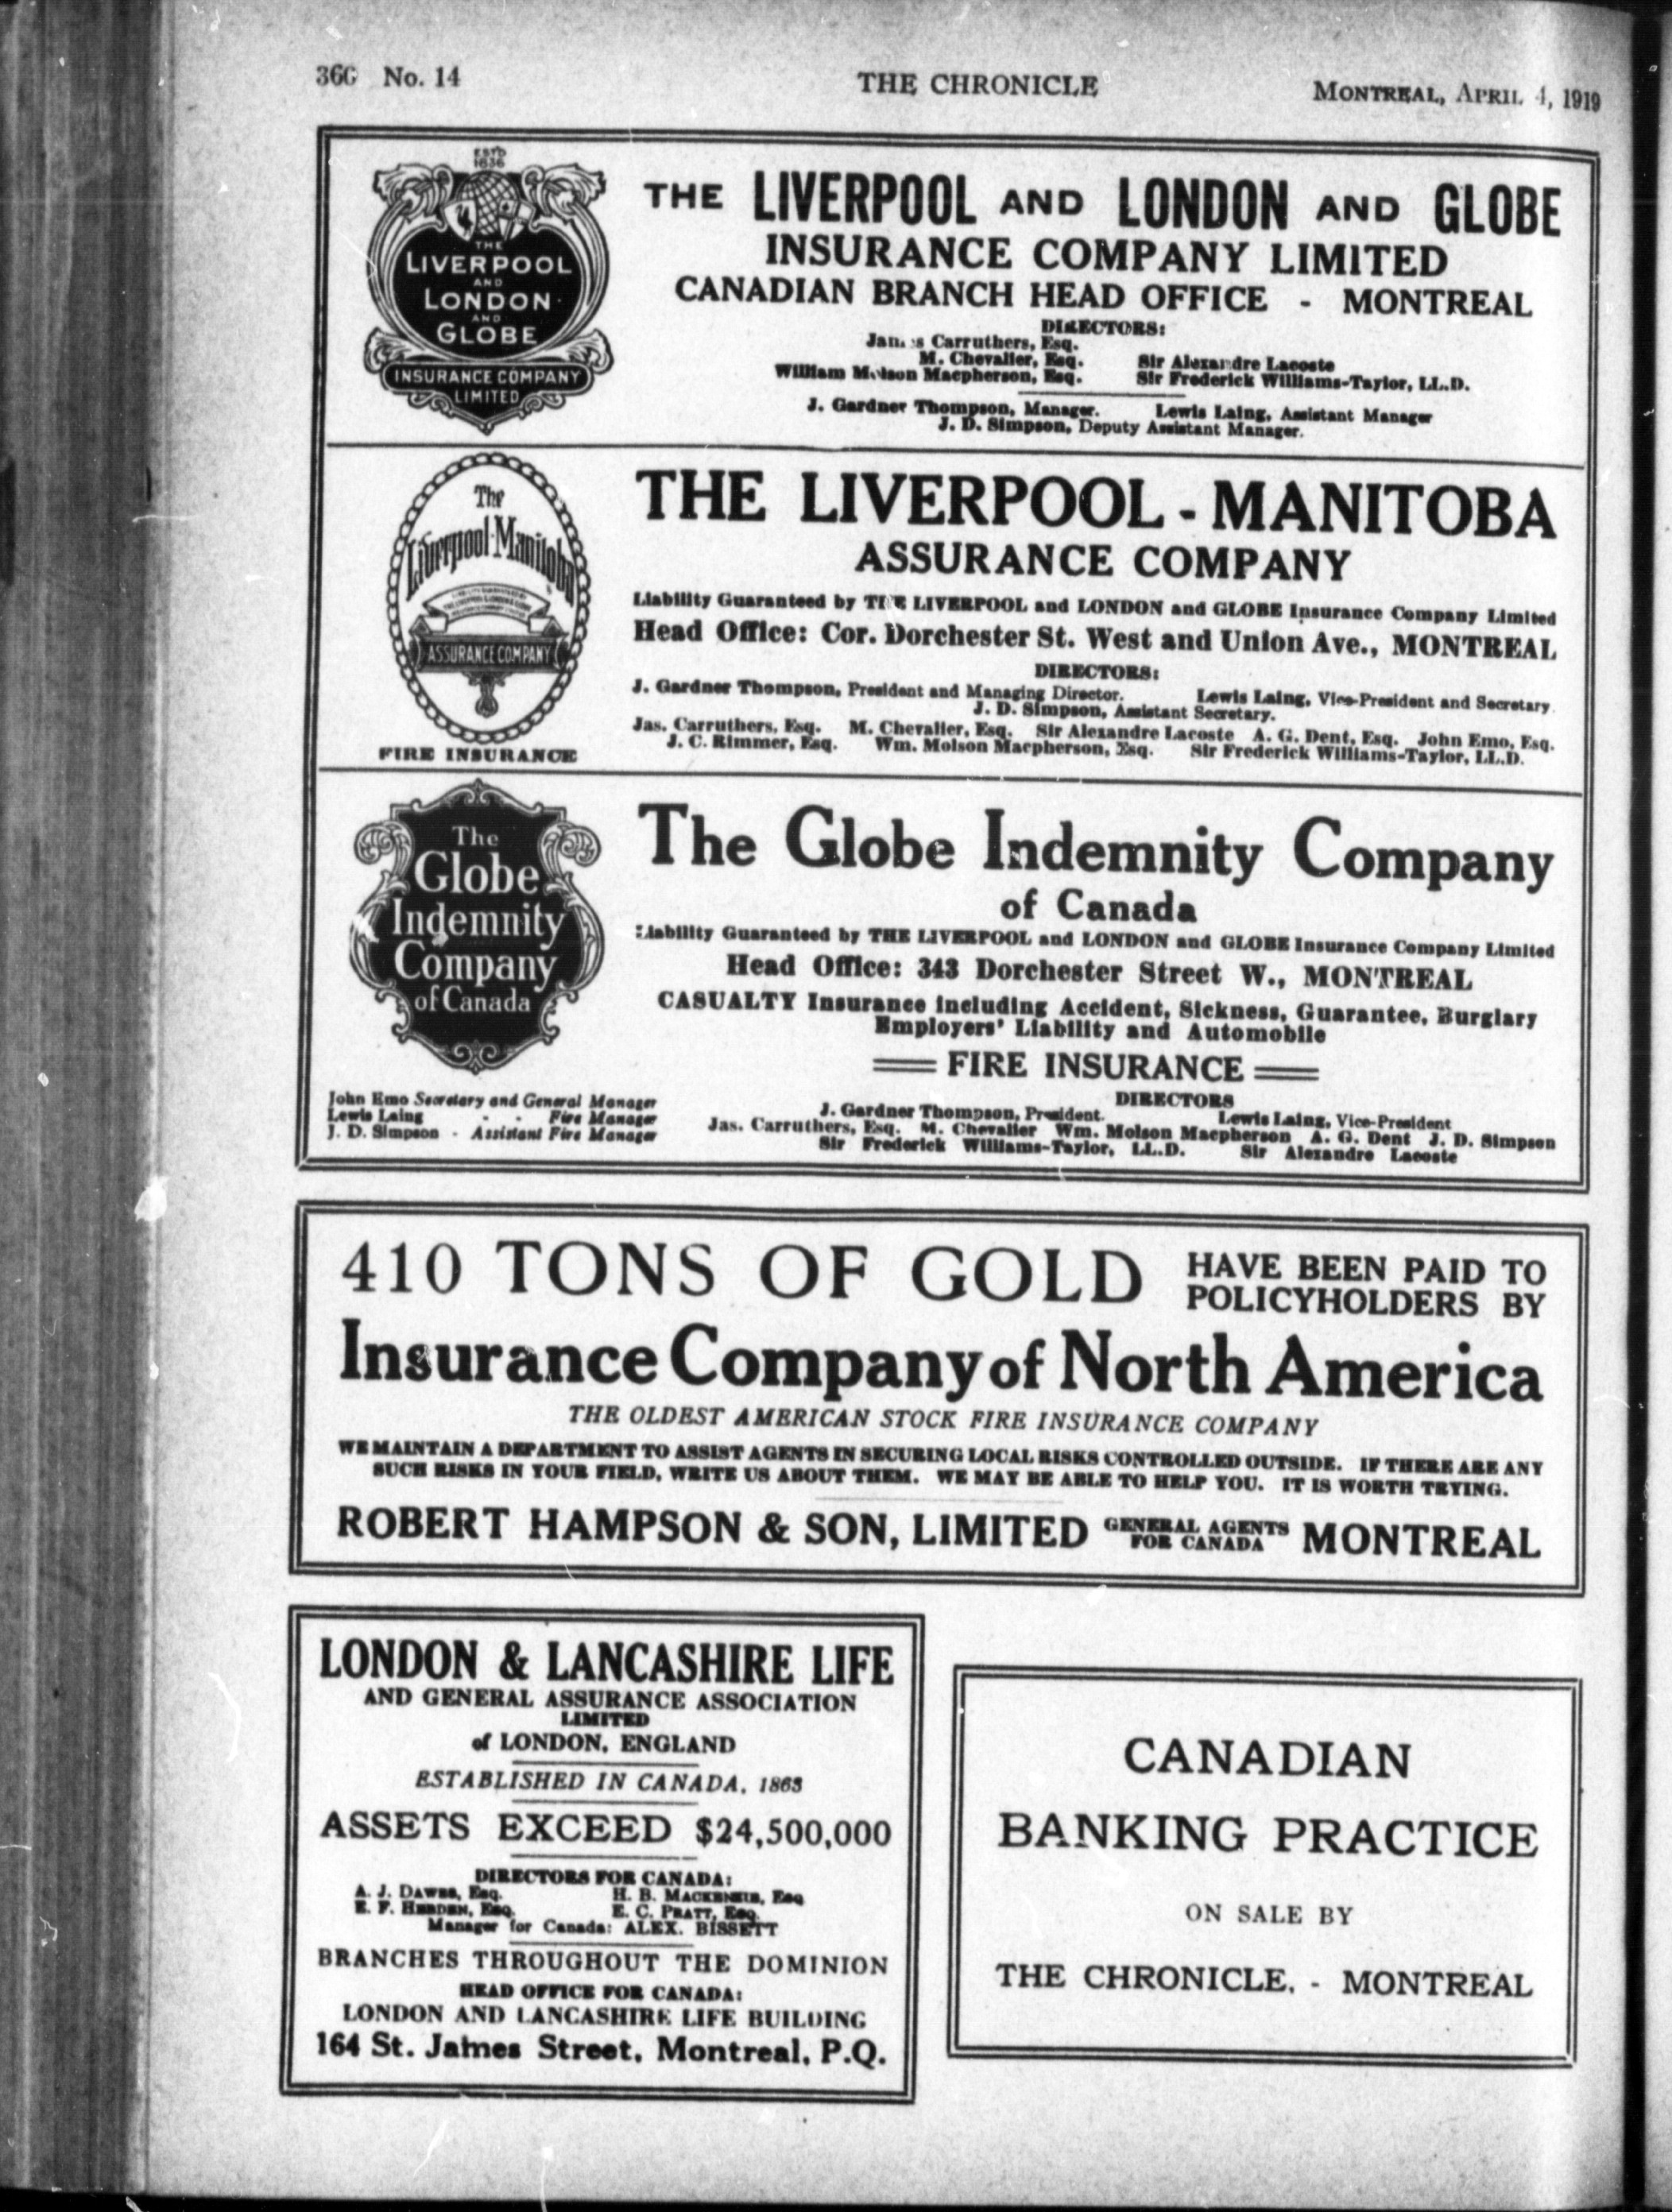 366 No. 14
THE CHRONICLE
MONTREAL, APRIL 4, 1919
ESTD
1836
THE
LIVERPOOL
AND
LONDON
AND
GLOBE
INSURANCE COMPANY
LIMITED
THE LIVERPOOL AND LONDON AND GLOBE
INSURANCE COMPANY LIMITED
CANADIAN BRANCH HEAD OFFICE - MONTREAL
DIRECTORS:
James Carruthers, Esq.
M. Chevalier, Esq. Sir Alexandre Lacoste
William Molson Macpherson, Esq. Sir Frederick Williams-Taylor, LL.D.
J. Gardner Thompson, Manager. Lewis Laing, Assistant Manager
J. D. Simpson, Deputy Assistant Manager.
The
Liverpool-Manitoba
ASSURANCE COMPANY
FIRE INSURANCE
THE LIVERPOOL - MANITOBA
ASSURANCE COMPANY
Liability Guaranteed by THE LIVERPOOL and LONDON and GLOBE Insurance Company Limited
Head Office: Cor. Dorchester St. West and Union Ave., MONTREAL
DIRECTORS:
J. Gardner Thompson, President and Managing Director. Lewis Laing, Vice-President and Secretary.
J. D. Simpson, Assistant Secretary.
Jas. Carruthers, Esq. M. Chevalier, Esq. Sir Alexandre Lacoste A. G. Dent, Esq. John Emo, Esq.
J. C. Rimmer, Esq. Wm. Molson Macpherson, Esq. Sir Frederick Williams-Taylor, LL.D.
The
Globe
Indemnity
Company
of Canada
The Globe Indemnity Company
of Canada
Liability Guaranteed by THE LIVERPOOL and LONDON and GLOBE Insurance Company Limited
Head Office: 343 Dorchester Street W., MONTREAL
CASUALTY Insurance including Accident, Sickness, Guarantee, Burglary
Employers' Liability and Automobile
FIRE INSURANCE
John Emo Secretary and General Manager
Lewis Laing - - Fire Manager
J. D. Simpson - Assistant Fire Manager
DIRECTORS
J. Gardner Thompson, President. Lewis Laing, Vice-President
Jas. Carruthers, Esq. M. Chevalier Wm. Molson Macpherson A. G. Dent J. D. Simpson
Sir Frederick Williams-Taylor, LL.D. Sir Alexandre Lacoste
410 TONS OF GOLD HAVE BEEN PAID TO
POLICYHOLDERS BY
Insurance Company of North America
THE OLDEST AMERICAN STOCK FIRE INSURANCE COMPANY
WE MAINTAIN A DEPARTMENT TO ASSIST AGENTS IN SECURING LOCAL RISKS CONTROLLED OUTSIDE. IF THERE ARE ANY
SUCH RISKS IN YOUR FIELD, WRITE US ABOUT THEM. WE MAY BE ABLE TO HELP YOU. IT IS WORTH TRYING.
ROBERT HAMPSON & SON, LIMITED GENERAL AGENTS FOR CANADA MONTREAL
LONDON & LANCASHIRE LIFE
AND GENERAL ASSURANCE ASSOCIATION
LIMITED
of LONDON, ENGLAND
ESTABLISHED IN CANADA, 1863
ASSETS EXCEED $24,500,000
DIRECTORS FOR CANADA:
A. J. DAWES, Esq. H. B. MACKENZIE, Esq
E. F. HEBDEN, Esq. E. C. PRATT, Esq.
Manager for Canada: ALEX. BISSETT
BRANCHES THROUGHOUT THE DOMINION
HEAD OFFICE FOR CANADA:
LONDON AND LANCASHIRE LIFE BUILDING
164 St. James Street, Montreal, P.Q.
CANADIAN
BANKING PRACTICE
ON SALE BY
THE CHRONICLE, - MONTREAL